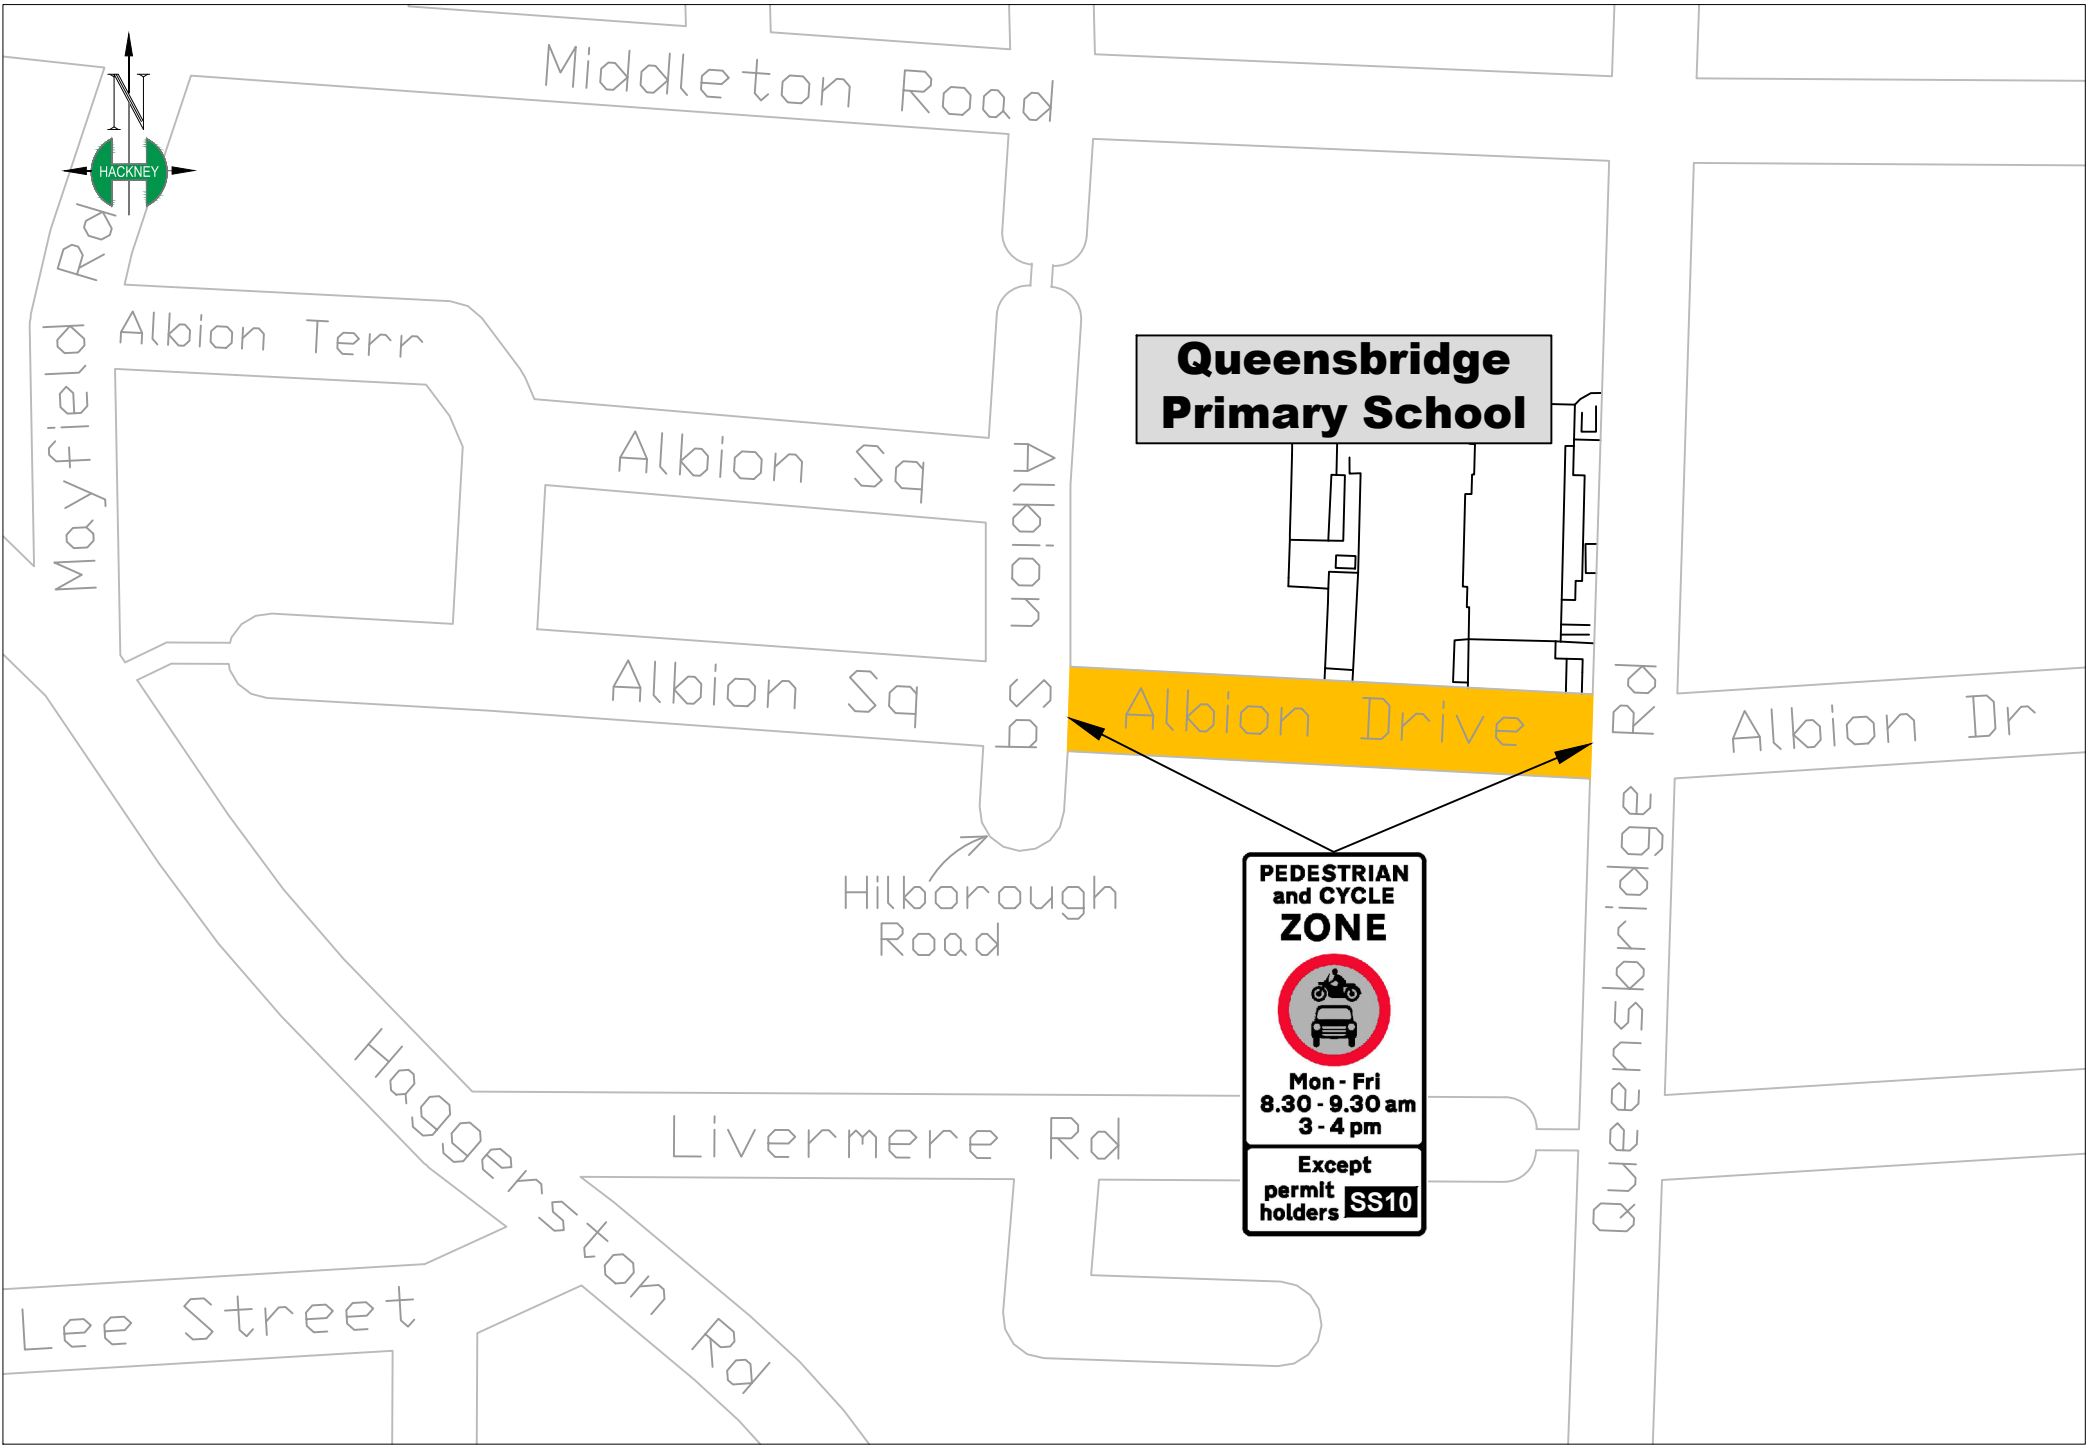 Middleton Road
N
HACKNEY
Mayfield Rd
Albion Terr
Albion Sq
Albion Sq
Albion Sq
Queensbridge
Primary School
Albion Drive
Albion Dr
Queensbridge Rd
Hilborough
Road
PEDESTRIAN
and CYCLE
ZONE
Mon - Fri
8.30 - 9.30 am
3 - 4 pm
Except
permit
holders SS10
Haggerston Rd
Livermere Rd
Lee Street